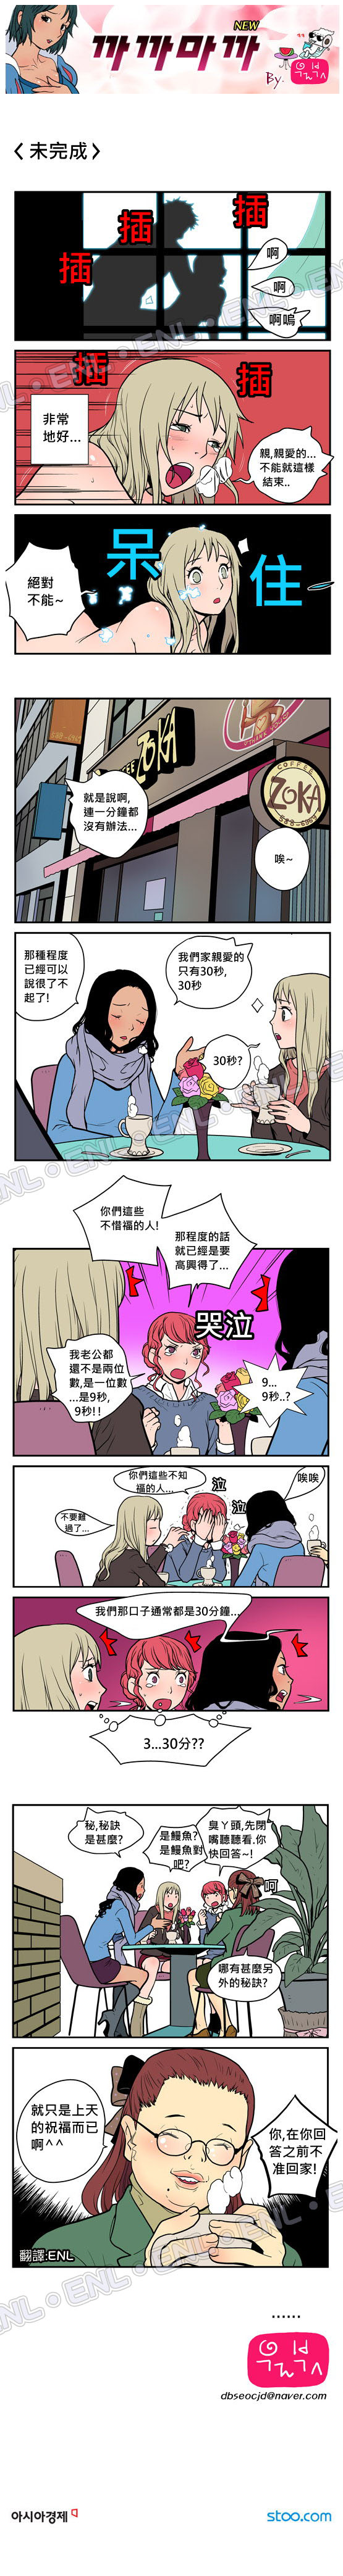 NEW
까까마까
By.
〈未完成〉
插
插
插
啊
啊
啊嗚
插
插
非常
地好...
親,親愛的...
不能就這樣
結束..
呆
住
絕對
不能~
ZOKA
COFFEE
ZOKA
就是說啊,
連一分鐘都
沒有辦法...
唉~
那種程度
已經可以
說很了不
起了!
我們家親愛的
只有30秒,
30秒
30秒?
你們這些
不惜福的人!
那程度的話
就已經是要
高興得了...
哭泣
我老公都
還不是兩位
數,是一位數
...是9秒,
9秒!!
9...
9秒..?
你們這些不知
福的人...
泣
泣
唉唉
不要難
過了...
我們那口子通常都是30分鐘...
3...30分??
秘,秘訣
是甚麼?
是鰻魚?
是鰻魚對
吧?
臭丫頭,先閉
嘴聽聽看.你
快回答~!
呵
哪有甚麼另
外的秘訣?
就只是上天
的祝福而已
啊^^
你,在你回
答之前不
准回家!
翻譯:ENL
ENL
......
dbseocjd@naver.com
아시아경제
stoo.com